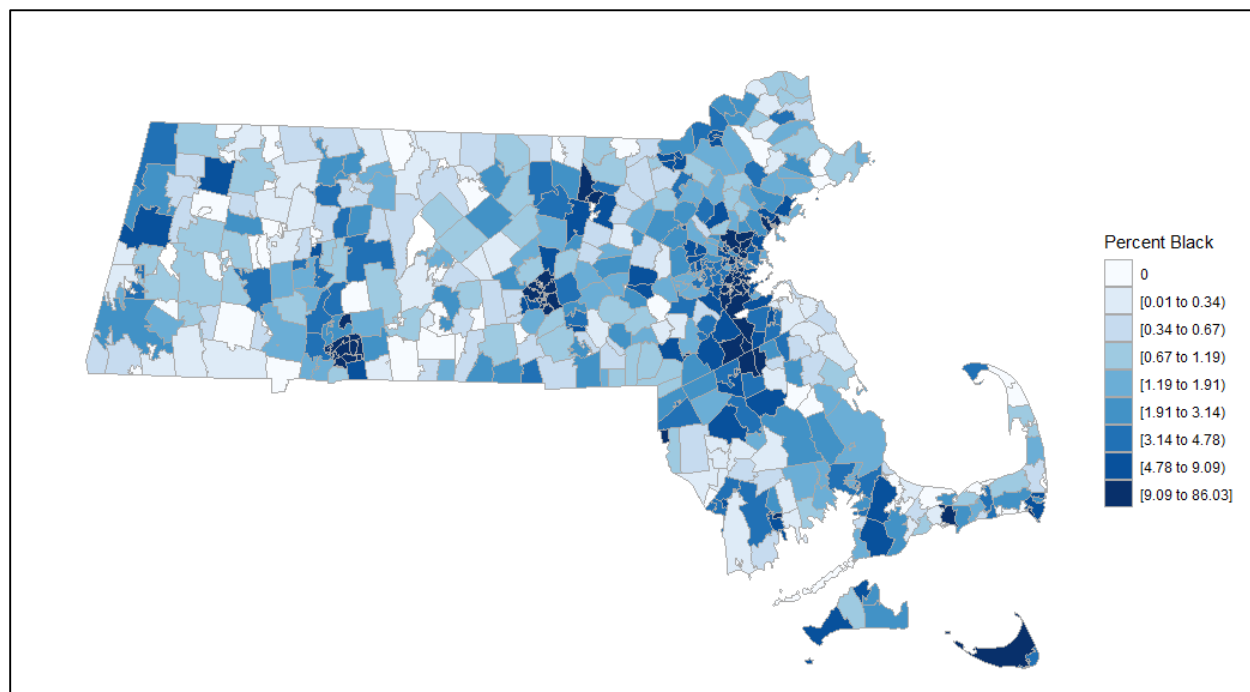 Percent Black
0
[0.01 to 0.34)
[0.34 to 0.67)
[0.67 to 1.19)
[1.19 to 1.91)
[1.91 to 3.14)
[3.14 to 4.78)
[4.78 to 9.09)
[9.09 to 86.03]